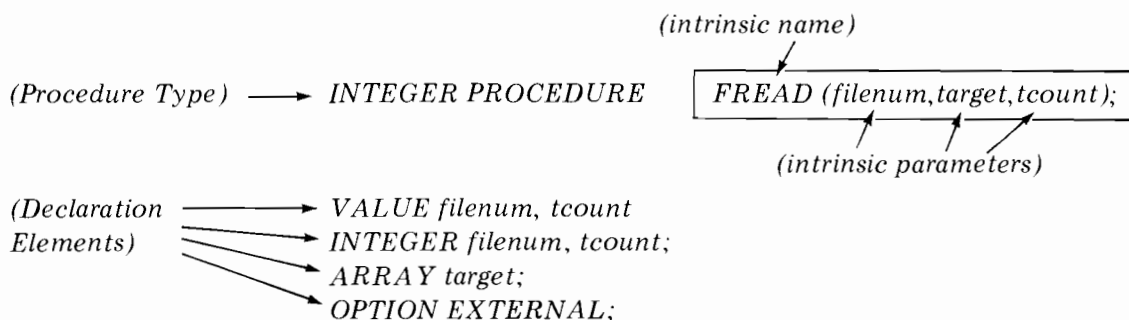 (intrinsic name)
(Procedure Type) INTEGER PROCEDURE FREAD (filenum,target,tcount);
(intrinsic parameters)
(Declaration VALUE filenum, tcount
Elements) INTEGER filenum, tcount;
ARRAY target;
OPTION EXTERNAL;